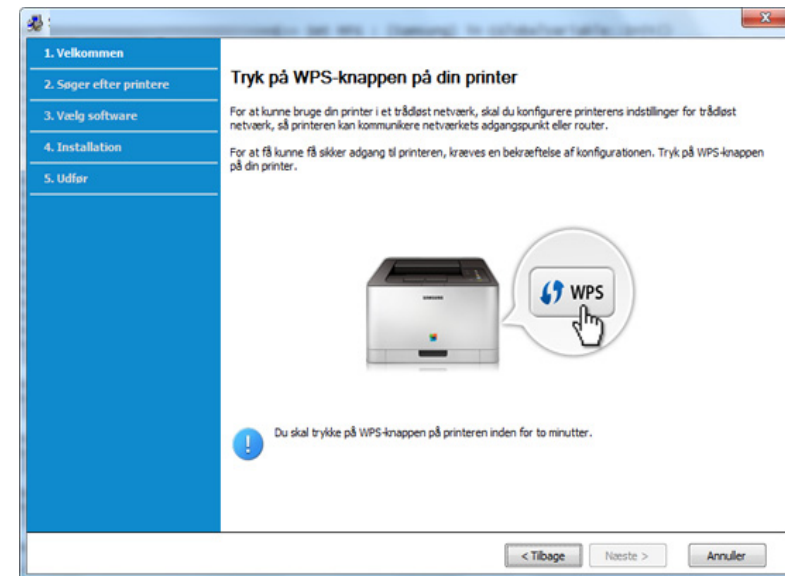 1. Velkommen
2. Søger efter printere
3. Vælg software
4. Installation
5. Udfør
Tryk på WPS-knappen på din printer
For at kunne bruge din printer i et trådløst netværk, skal du konfigurere printerens indstillinger for trådløst
netværk, så printeren kan kommunikere netværkets adgangspunkt eller router.
For at få kunne få sikker adgang til printeren, kræves en bekræftelse af konfigurationen. Tryk på WPS-knappen
på din printer.
SAMSUNG
WPS
Du skal trykke på WPS-knappen på printeren inden for to minutter.
< Tilbage
Næste >
Annuller